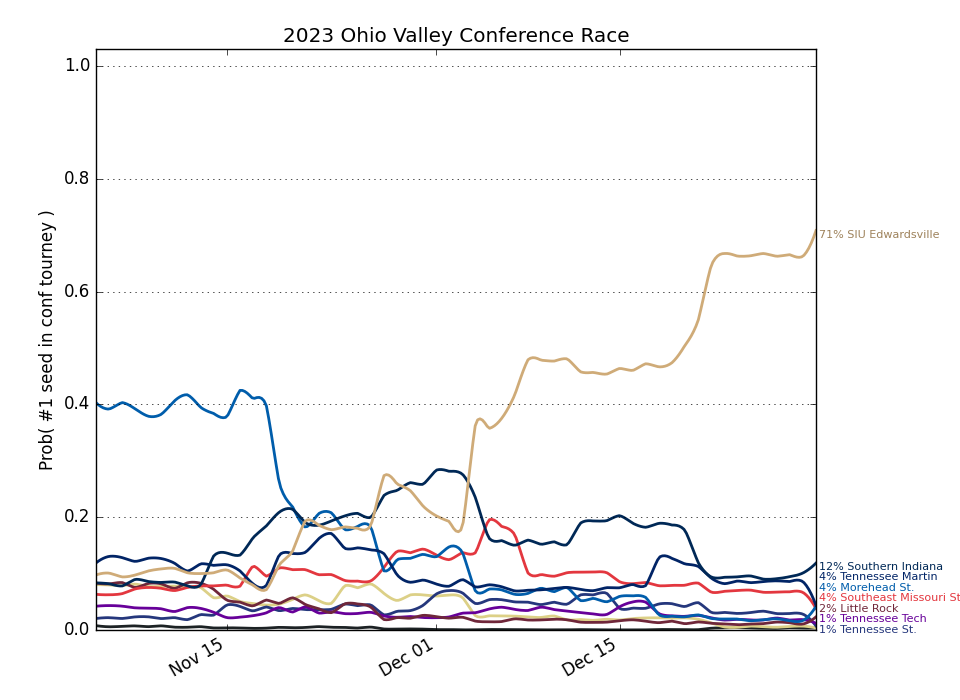 2023 Ohio Valley Conference Race
Prob( #1 seed in conf tourney )
1.0
0.8
0.6
0.4
0.2
0.0
Nov 15
Dec 01
Dec 15
71% SIU Edwardsville
12% Southern Indiana
4% Tennessee Martin
4% Morehead St.
4% Southeast Missouri St
2% Little Rock
1% Tennessee Tech
1% Tennessee St.